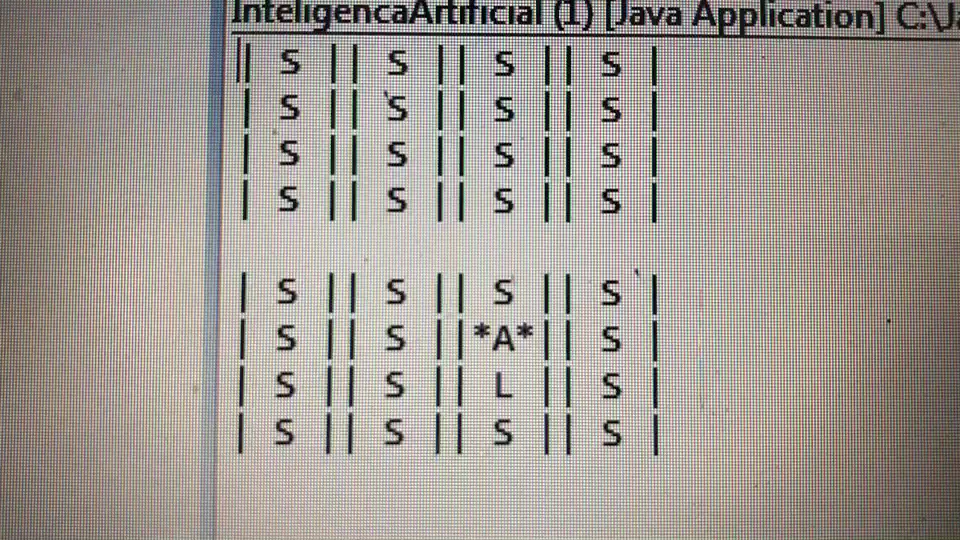 InteligencaArtificial (1) [Java Application] C:\J
|| S || S || S || S |
| S || S || S || S |
| S || S || S || S |
| S || S || S || S |
| S || S || S || S |
| S || S ||*A*|| S |
| S || S || L || S |
| S || S || S || S |